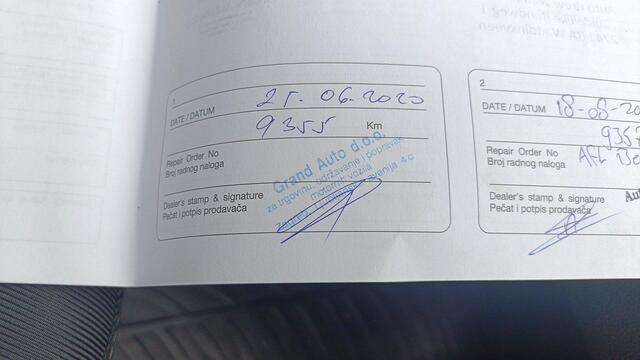 1
DATE / DATUM 25. 06. 2020
9355 Km
Repair Order No
Broj radnog naloga
Grand Auto d.o.o.
za trgovinu, održavanje i popravak
motornih vozila
Zagreb,
Dealer's stamp & signature
Pečat i potpis prodavača
2
DATE / DATUM 18-08-20
935
Repair Order No
Broj radnog naloga
Dealer's stamp & signature
Pečat i potpis prodavača